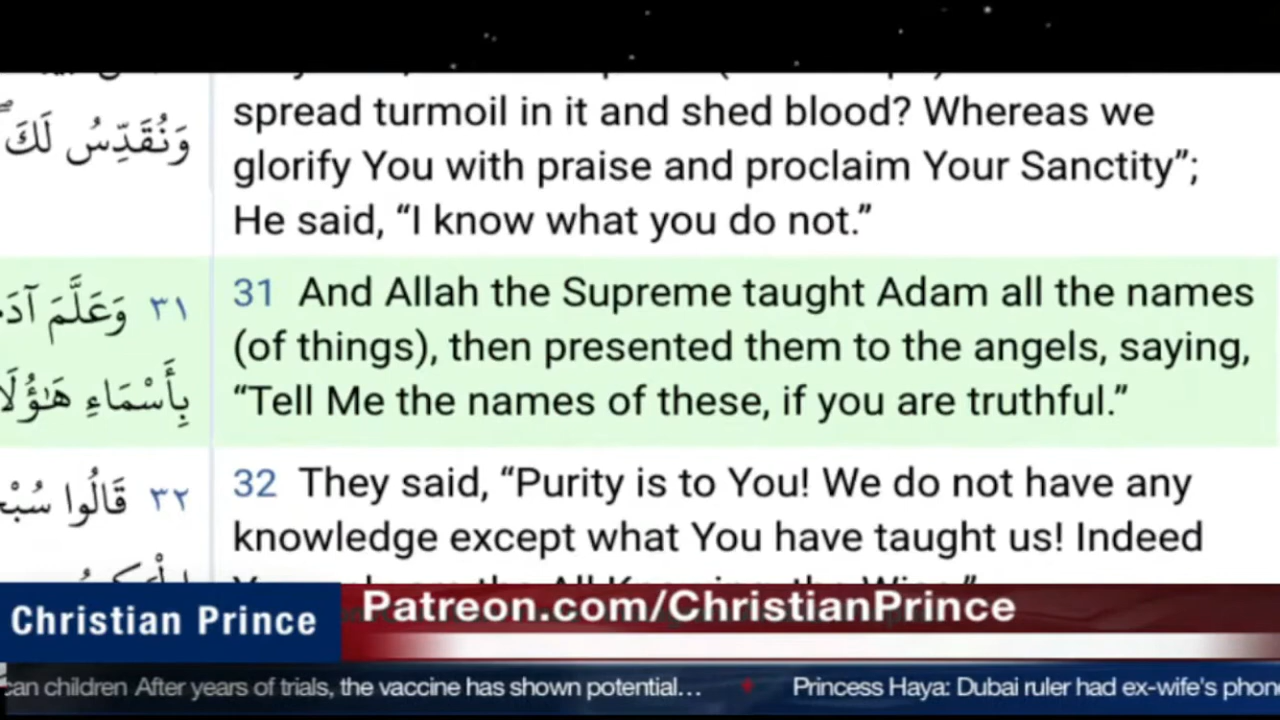 spread turmoil in it and shed blood? Whereas we
وَنُقَدِّسُ لَكَ
glorify You with praise and proclaim Your Sanctity”;
He said, “I know what you do not.”
٣١ وَعَلَّمَ
31 And Allah the Supreme taught Adam all the names
(of things), then presented them to the angels, saying,
بِأَسْمَاءِ
“Tell Me the names of these, if you are truthful.”
٣٢ قَالُوا
32 They said, “Purity is to You! We do not have any
knowledge except what You have taught us! Indeed
Christian Prince
Patreon.com/ChristianPrince
children After years of trials, the vaccine has shown potential...
Princess Haya: Dubai ruler had ex-wife's